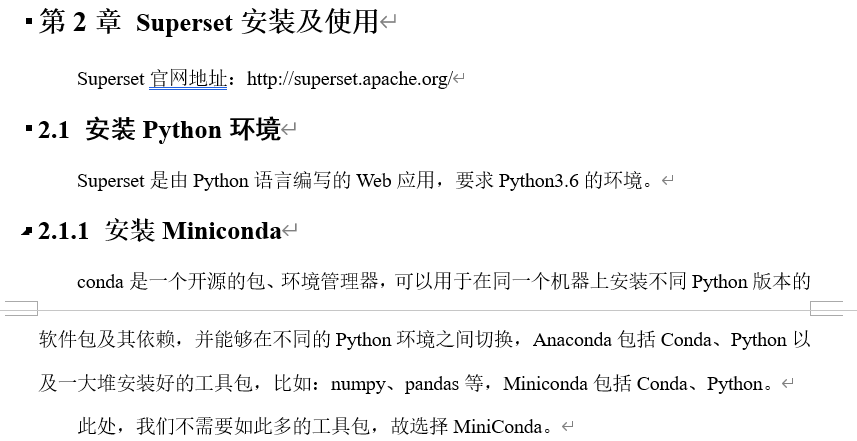 第 2 章 Superset 安装及使用
Superset 官网地址：http://superset.apache.org/
2.1 安装 Python 环境
Superset 是由 Python 语言编写的 Web 应用，要求 Python3.6 的环境。
2.1.1 安装 Miniconda
conda 是一个开源的包、环境管理器，可以用于在同一个机器上安装不同 Python 版本的
软件包及其依赖，并能够在不同的 Python 环境之间切换，Anaconda 包括 Conda、Python 以
及一大堆安装好的工具包，比如：numpy、pandas 等，Miniconda 包括 Conda、Python。
此处，我们不需要如此多的工具包，故选择 MiniConda。